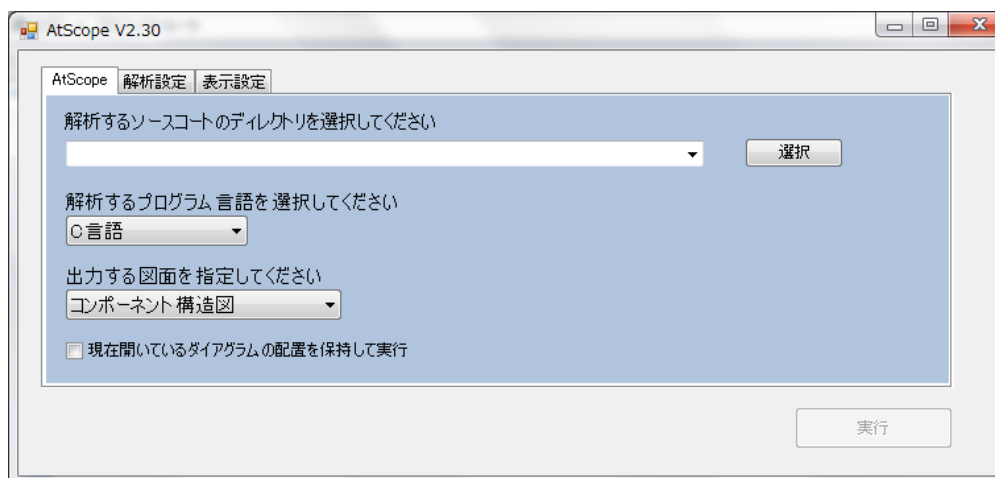 AtScope V2.30
AtScope 解析設定 表示設定
解析するソースコートのディレクトリを選択してください
選択
解析するプログラム言語を選択してください
C言語
出力する図面を指定してください
コンポーネント構造図
現在開いているダイアグラムの配置を保持して実行
実行